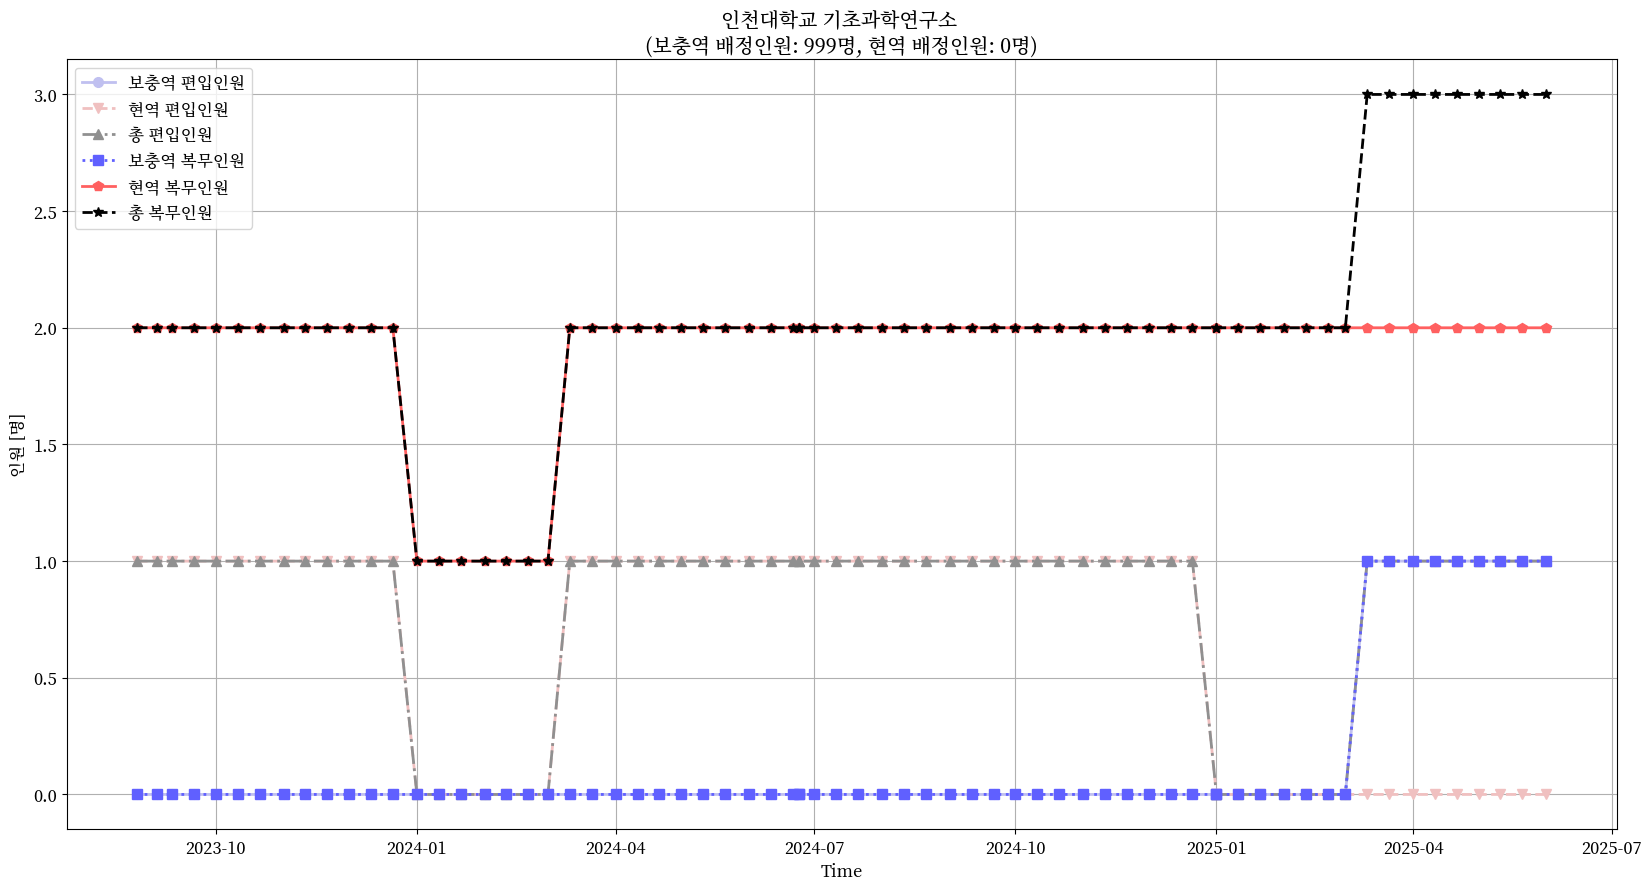 인천대학교 기초과학연구소
(보충역 배정인원: 999명, 현역 배정인원: 0명)
보충역 편입인원
현역 편입인원
총 편입인원
보충역 복무인원
현역 복무인원
총 복무인원
인원 [명]
3.0
2.5
2.0
1.5
1.0
0.5
0.0
2023-10
2024-01
2024-04
2024-07
2024-10
2025-01
2025-04
2025-07
Time